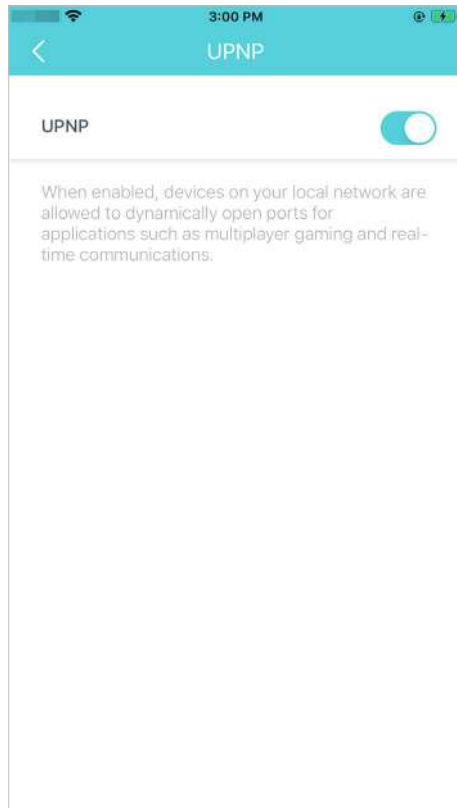 3:00 PM
UPNP
UPNP
When enabled, devices on your local network are
allowed to dynamically open ports for
applications such as multiplayer gaming and real-
time communications.